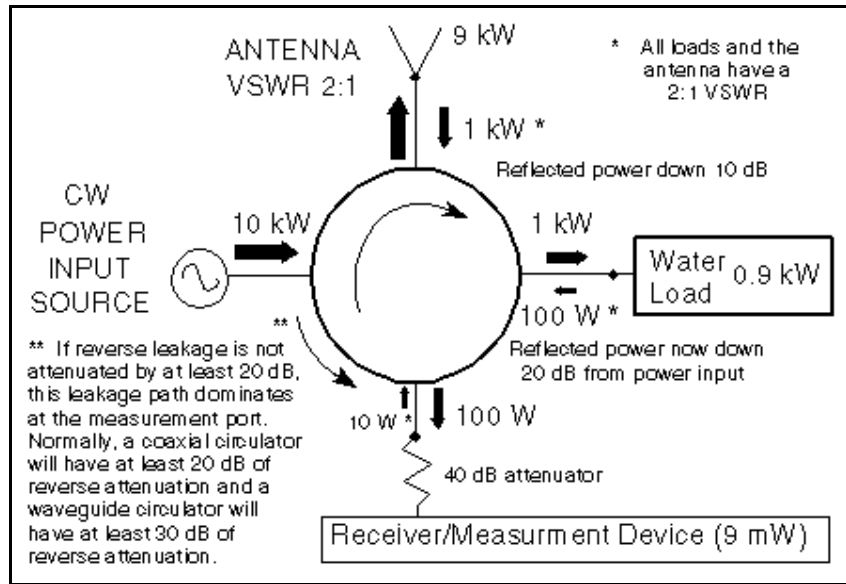 ANTENNA
VSWR 2:1
9 kW
* All loads and the
antenna have a
2:1 VSWR
1 kW *
Reflected power down 10 dB
CW
POWER
INPUT
SOURCE
10 kW
1 kW
Water
Load
0.9 kW
100 W *
Reflected power now down
20 dB from power input
**
** If reverse leakage is not
attenuated by at least 20 dB,
this leakage path dominates
at the measurement port.
Normally, a coaxial circulator
will have at least 20 dB of
reverse attenuation and a
waveguide circulator will
have at least 30 dB of
reverse attenuation.
10 W *
100 W
40 dB attenuator
Receiver/Measurment Device (9 mW)